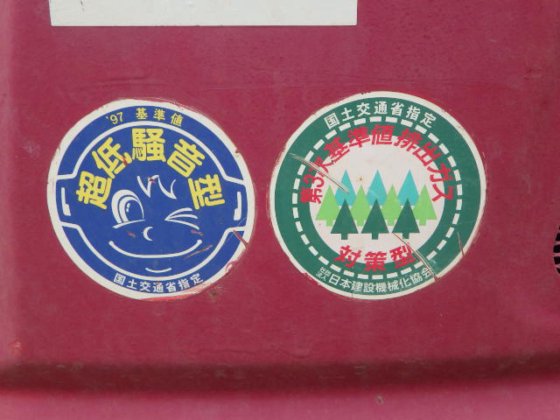 '97 基準値
超低騒音型
国土交通省指定
国土交通省指定
第3次基準値排出ガス
対策型
日本建設機械化協会